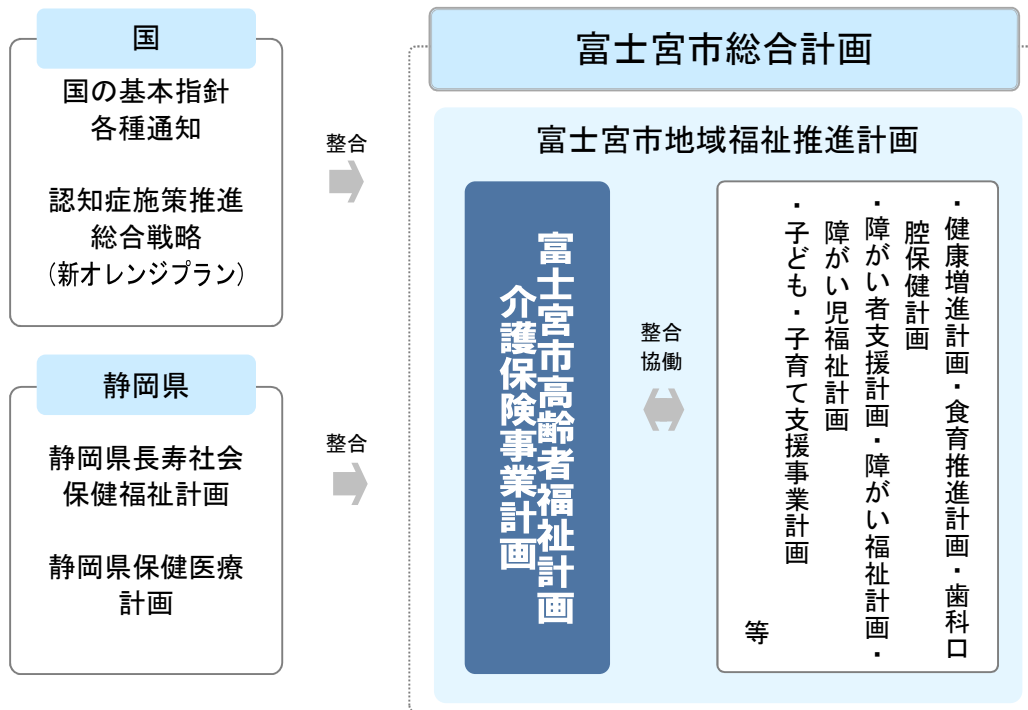 国
国の基本指針
各種通知
認知症施策推進
総合戦略
(新オレンジプラン)
整合
静岡県
静岡県長寿社会
保健福祉計画
静岡県保健医療
計画
整合
富士宮市総合計画
富士宮市地域福祉推進計画
富士宮市高齢者福祉計画
介護保険事業計画
整合
協働
・健康増進計画・食育推進計画・歯科口
腔保健計画
・障がい者支援計画・障がい福祉計画・
障がい児福祉計画
・子ども・子育て支援事業計画
等